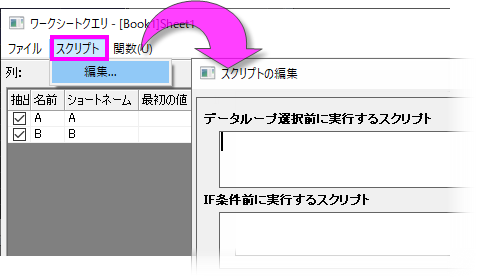 ワークシートクエリ - [Book1]Sheet1
ファイル スクリプト 関数(U)
編集...
列:
抽出 名前 ショートネーム 最初の値
A A
B B
スクリプトの編集
データループ選択前に実行するスクリプト
IF条件前に実行するスクリプト